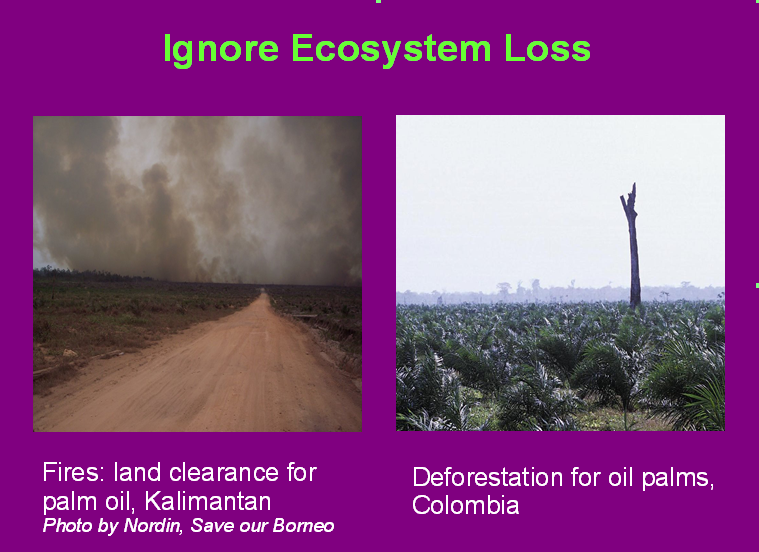 Ignore Ecosystem Loss
Fires: land clearance for
palm oil, Kalimantan
Photo by Nordin, Save our Borneo
Deforestation for oil palms,
Colombia